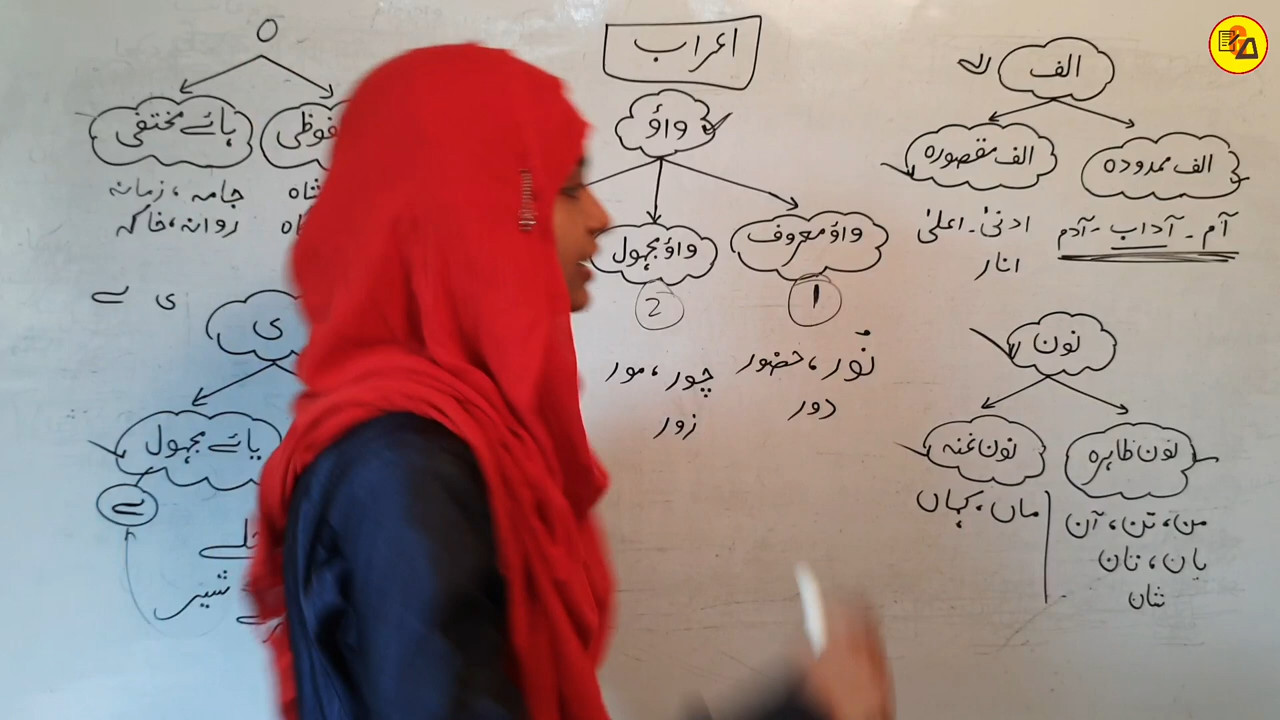 اعراب
الف
الف ممدودہ
الف مقصورہ
آم۔ آداب۔ آدم
ادنیٰ۔ اعلیٰ
انار
نون
نون ظاہرہ
نون غنہ
من، تن، آن
بان، نان
شان
ماں، کہاں
واؤ
واؤ معروف
واؤ مجہول
1
2
نُور، حضور
دور
چور، مور
زور
ہائے مختفی
شاہ
جامہ، زمانہ
روانہ، خاکہ
ی ے
ی
یائے مجہول
ے
شیر